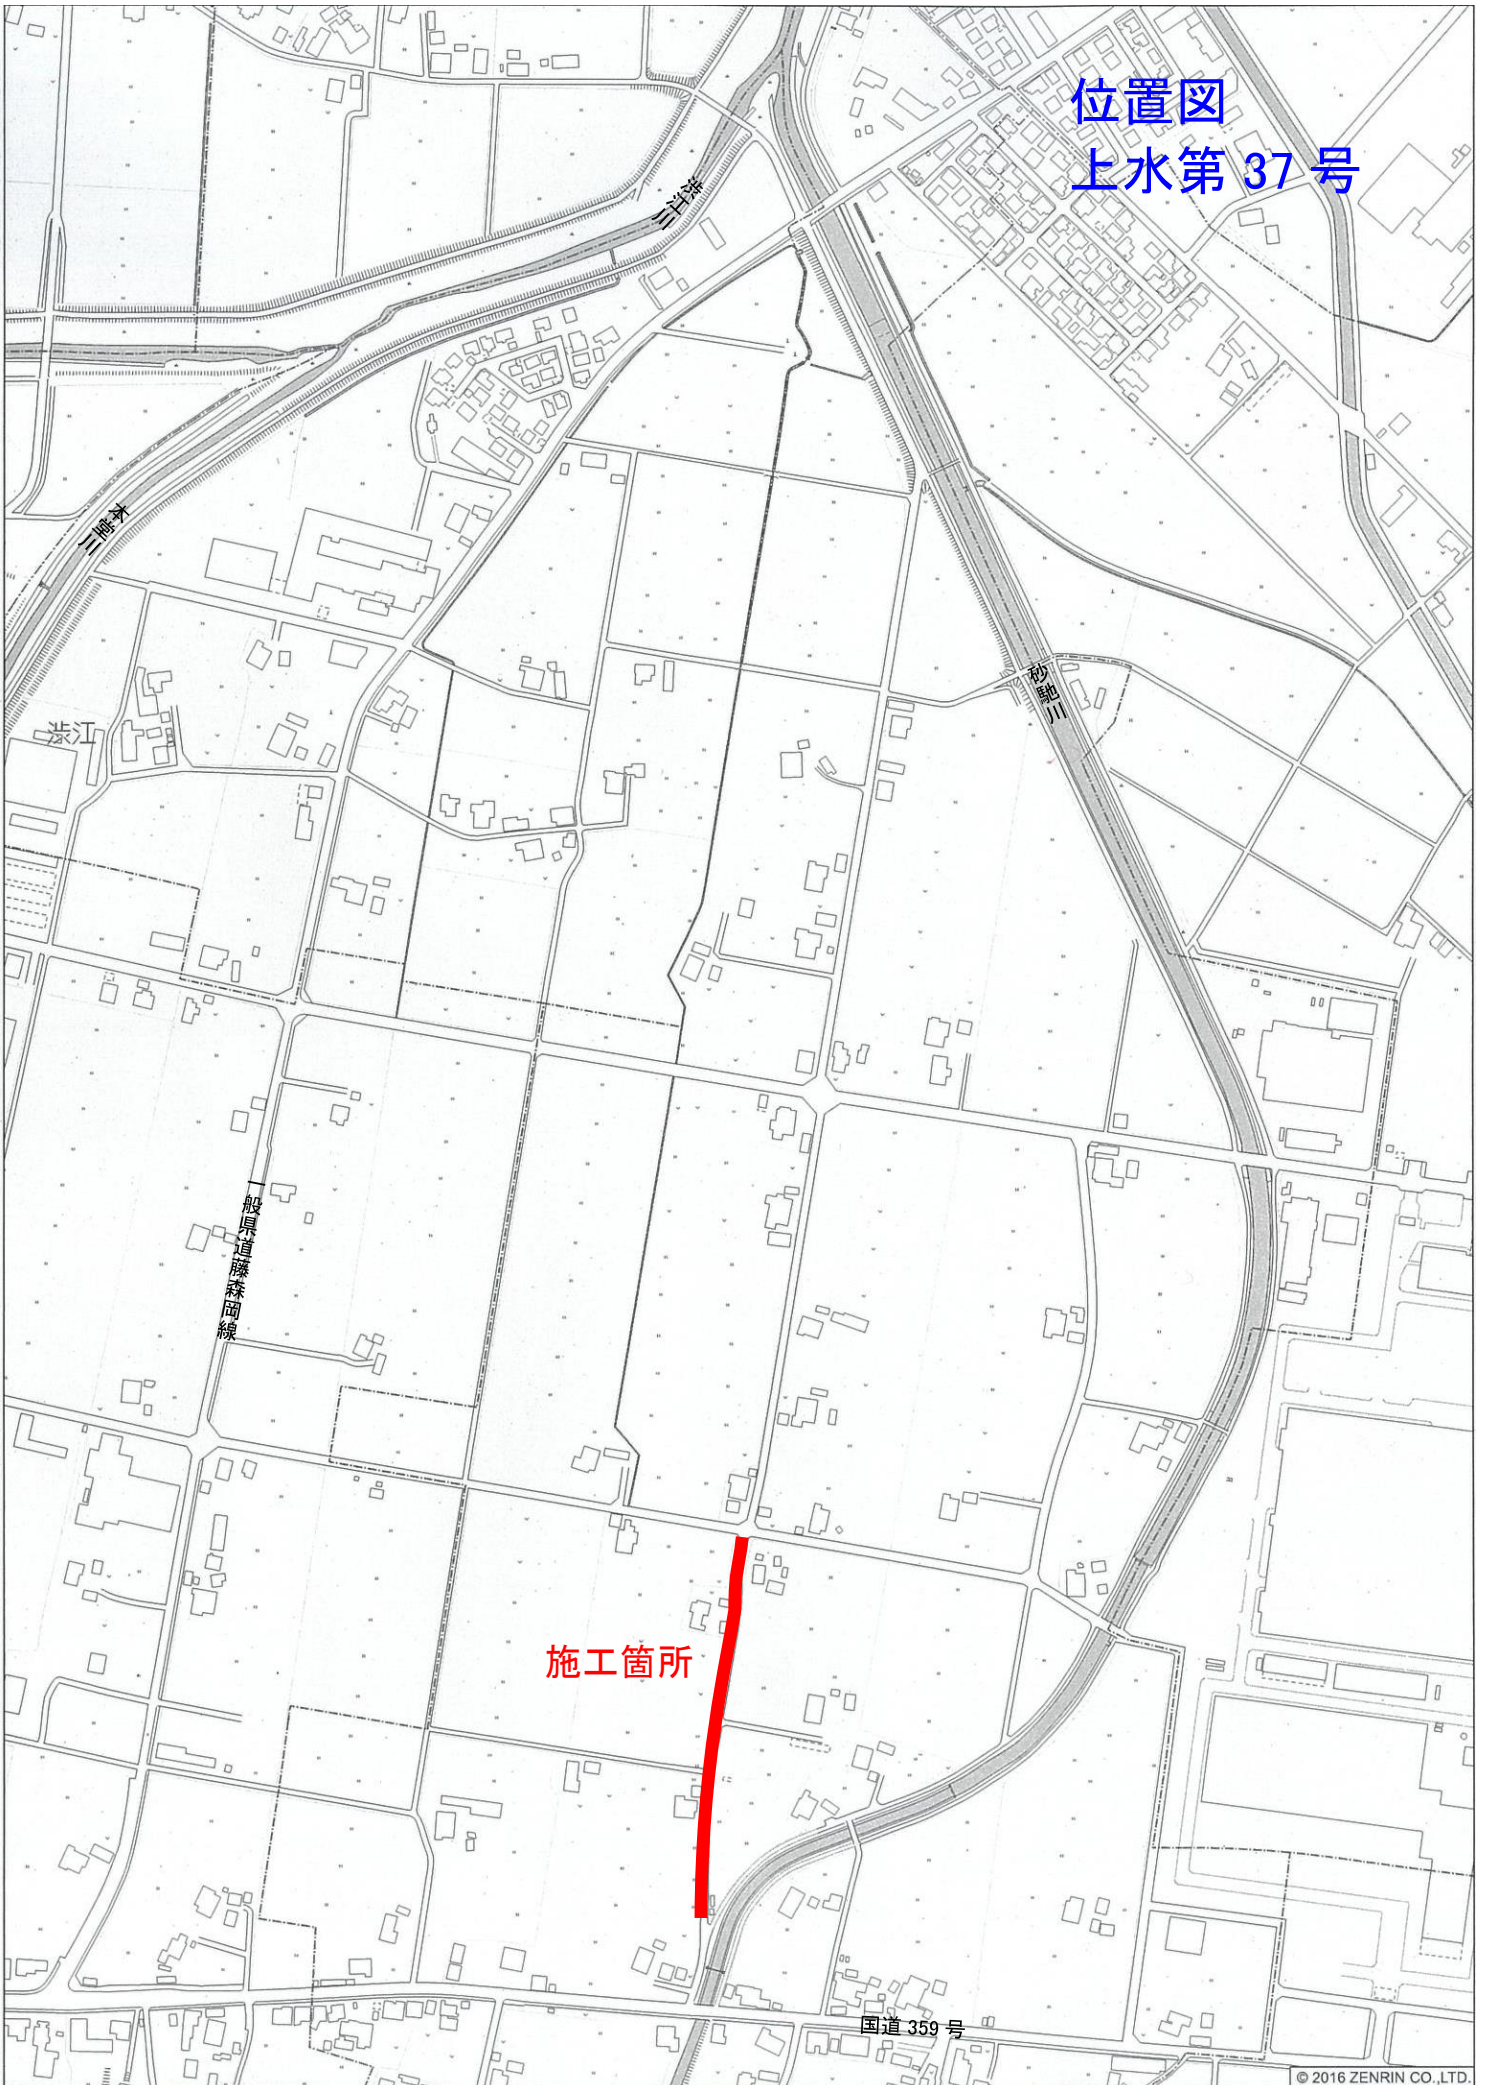 位置図
上水第 37 号
渋江川
本堂川
砂馳川
渋江
一般県道藤森岡線
施工箇所
国道 359 号
© 2016 ZENRIN CO.,LTD.